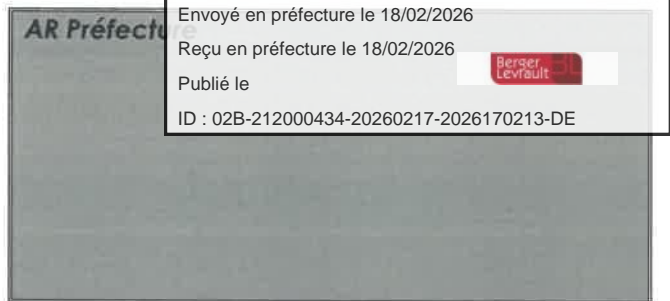 AR Préfectu
Envoyé en préfecture le 18/02/2026
Reçu en préfecture le 18/02/2026
Publié le
Berger
Levrault
ID : 02B-212000434-20260217-2026170213-DE